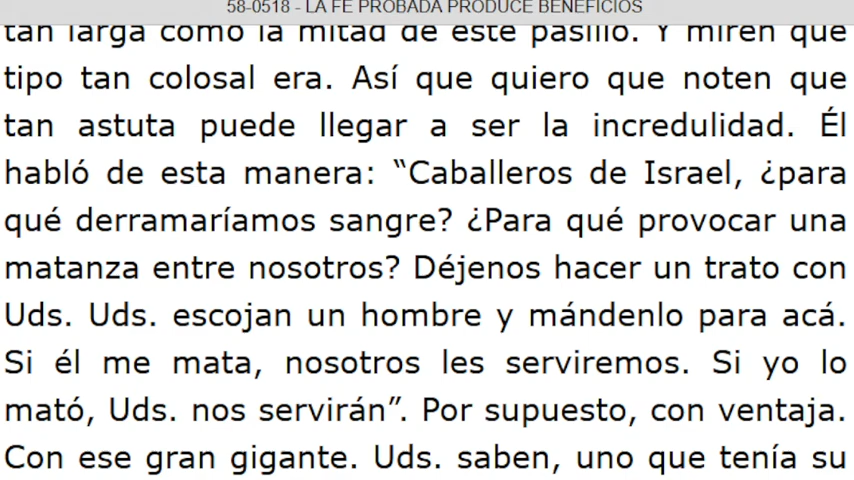 58-0518 - LA FE PROBADA PRODUCE BENEFICIOS
tan larga como la mitad de este pasillo. Y miren que
tipo tan colosal era. Así que quiero que noten que
tan astuta puede llegar a ser la incredulidad. Él
habló de esta manera: “Caballeros de Israel, ¿para
qué derramaríamos sangre? ¿Para qué provocar una
matanza entre nosotros? Déjenos hacer un trato con
Uds. Uds. escojan un hombre y mándenlo para acá.
Si él me mata, nosotros les serviremos. Si yo lo
mató, Uds. nos servirán”. Por supuesto, con ventaja.
Con ese gran gigante. Uds. saben, uno que tenía su